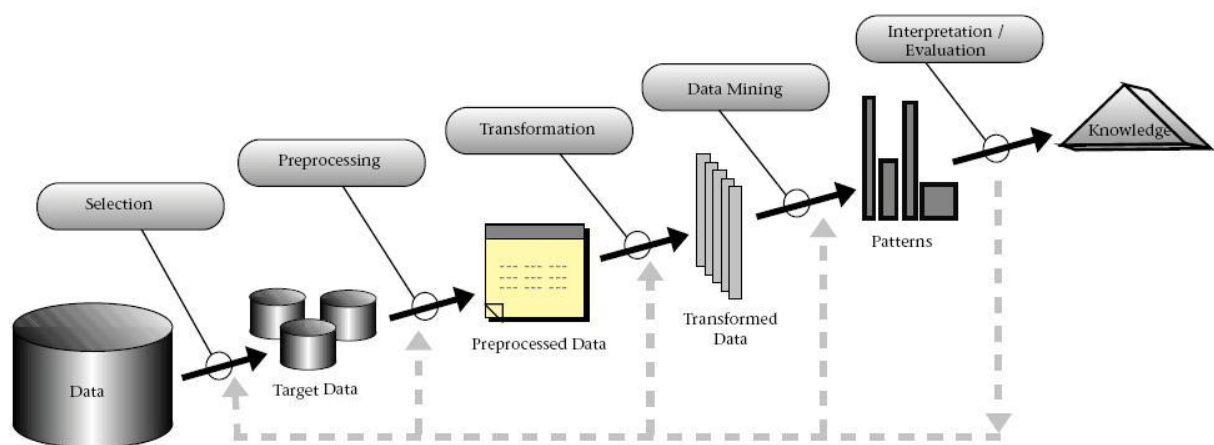 Interpretation /
Evaluation
Data Mining
Transformation
Preprocessing
Selection
Knowledge
Patterns
Transformed
Data
Preprocessed Data
Target Data
Data